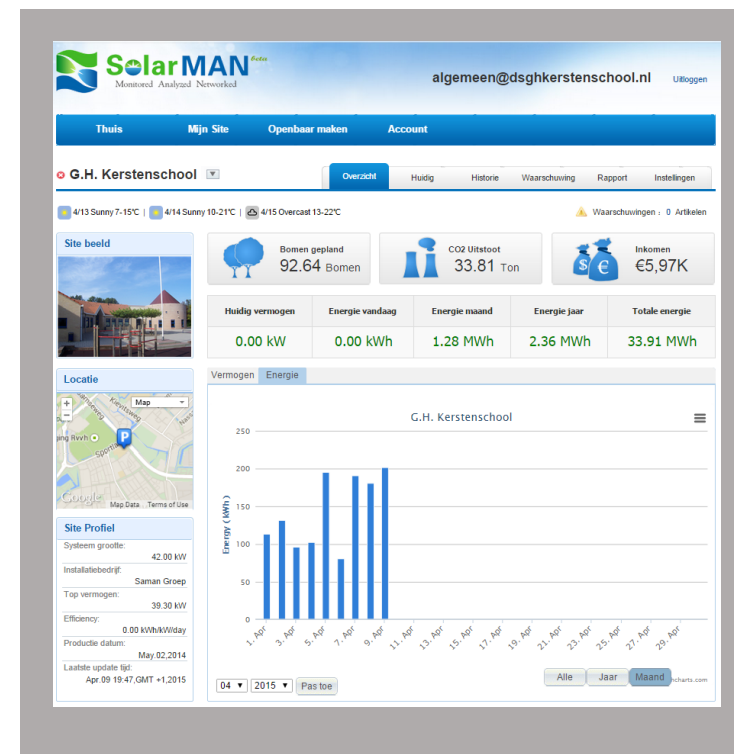 SolarMAN Beta
Monitored Analyzed Networked
algemeen@dsghkerstenschool.nl Uitloggen
Thuis Mijn Site Openbaar maken Account
G.H. Kerstenschool
Overzicht Huidig Historie Waarschuwing Rapport Instellingen
4/13 Sunny 7-15℃ | 4/14 Sunny 10-21℃ | 4/15 Overcast 13-22℃
Waarschuwingen : 0 Artikelen
Site beeld
Bomen gepland
92.64 Bomen
CO2 Uitstoot
33.81 Ton
Inkomen
€5,97K
$ €
Huidig vermogen Energie vandaag Energie maand Energie jaar Totale energie
0.00 kW 0.00 kWh 1.28 MWh 2.36 MWh 33.91 MWh
Locatie
+
−
Map
Kievitsweg
ping Rvvh
P
Google
Map Data Terms of Use
Vermogen Energie
G.H. Kerstenschool
Energy (kWh)
250
200
150
100
50
0
1. Apr 3. Apr 5. Apr 7. Apr 9. Apr 11. Apr 13. Apr 15. Apr 17. Apr 19. Apr 21. Apr 23. Apr 25. Apr 27. Apr 29. Apr
04 2015 Pas toe
Alle Jaar Maand hcharts.com
Site Profiel
Systeem grootte:
42.00 kW
Installatiebedrijf:
Saman Groep
Top vermogen:
39.30 kW
Efficiency:
0.00 kWh/kW/day
Productie datum:
May.02,2014
Laatste update tijd:
Apr.09 19:47,GMT +1,2015